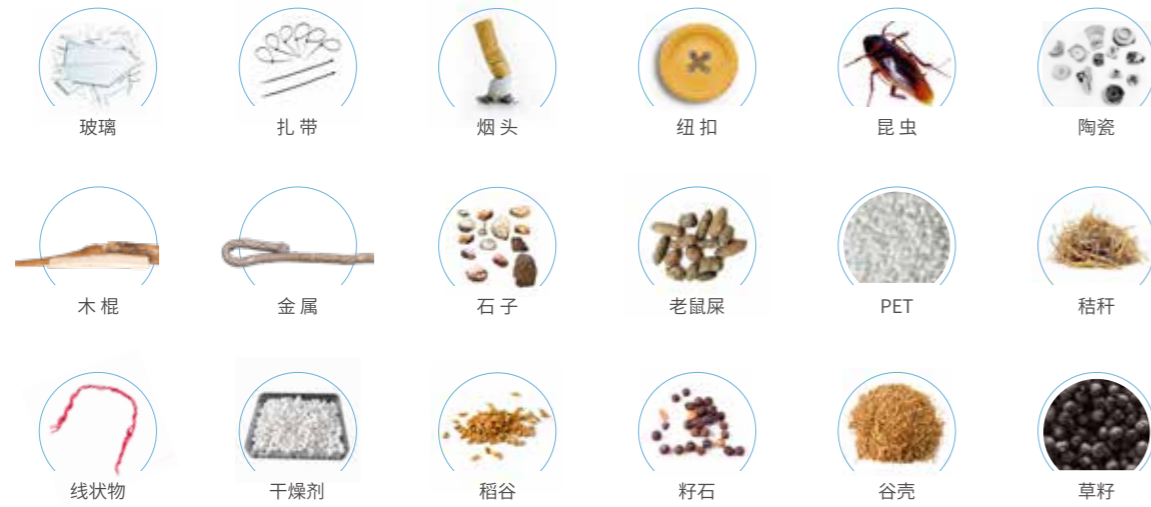 玻璃
扎带
烟头
纽扣
昆虫
陶瓷
木棍
金属
石子
老鼠屎
PET
秸秆
线状物
干燥剂
稻谷
籽石
谷壳
草籽